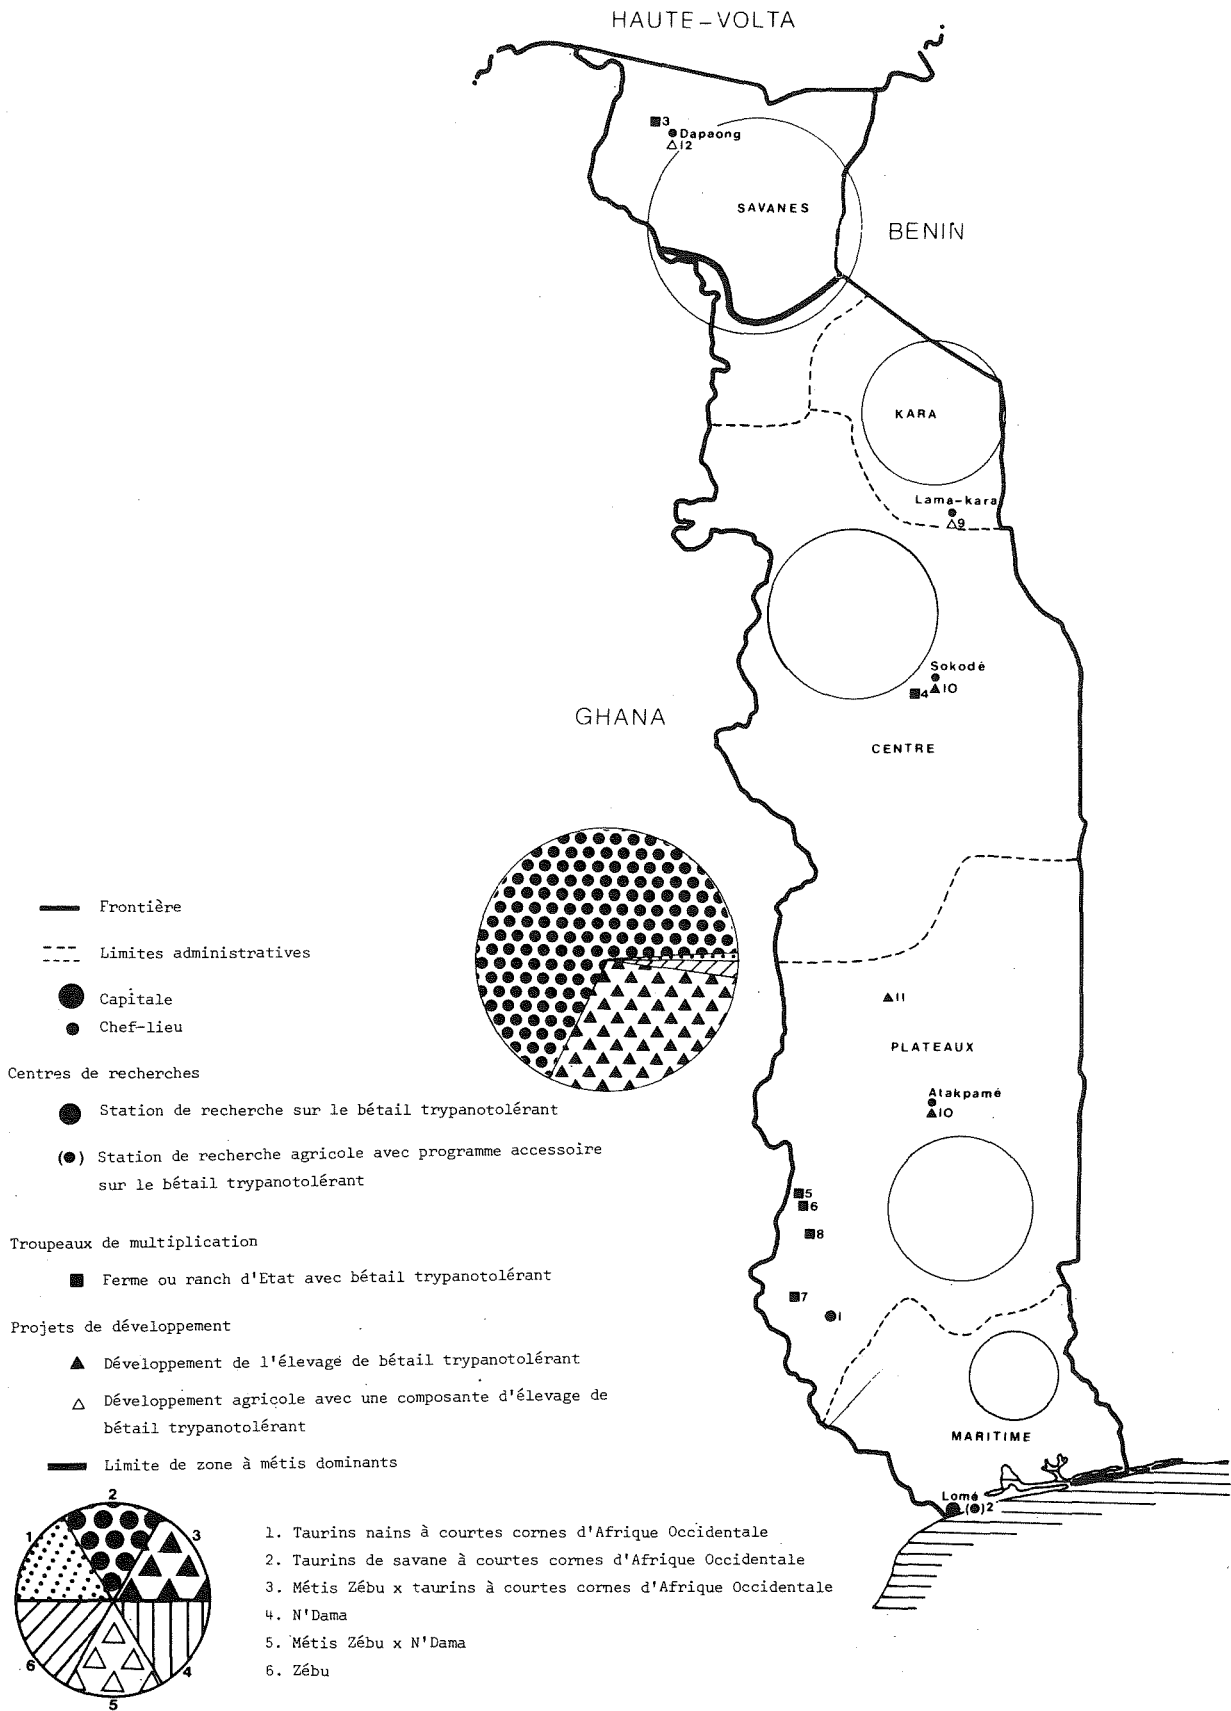 HAUTE-VOLTA
3
Dapaong
12
SAVANES
BENIN
KARA
Lama-kara
9
Sokodè
4
10
GHANA
CENTRE
11
PLATEAUX
Atakpamé
10
5
6
8
7
1
MARITIME
Lomé
(●)2
Frontière
Limites administratives
Capitale
Chef-lieu
Centres de recherches
Station de recherche sur le bétail trypanotolérant
(●) Station de recherche agricole avec programme accessoire
sur le bétail trypanotolérant
Troupeaux de multiplication
Ferme ou ranch d'Etat avec bétail trypanotolérant
Projets de développement
Développement de l'élevage de bétail trypanotolérant
Développement agricole avec une composante d'élevage de
bétail trypanotolérant
Limite de zone à métis dominants
2
1
3
6
4
5
1. Taurins nains à courtes cornes d'Afrique Occidentale
2. Taurins de savane à courtes cornes d'Afrique Occidentale
3. Métis Zébu x taurins à courtes cornes d'Afrique Occidentale
4. N'Dama
5. Métis Zébu x N'Dama
6. Zébu